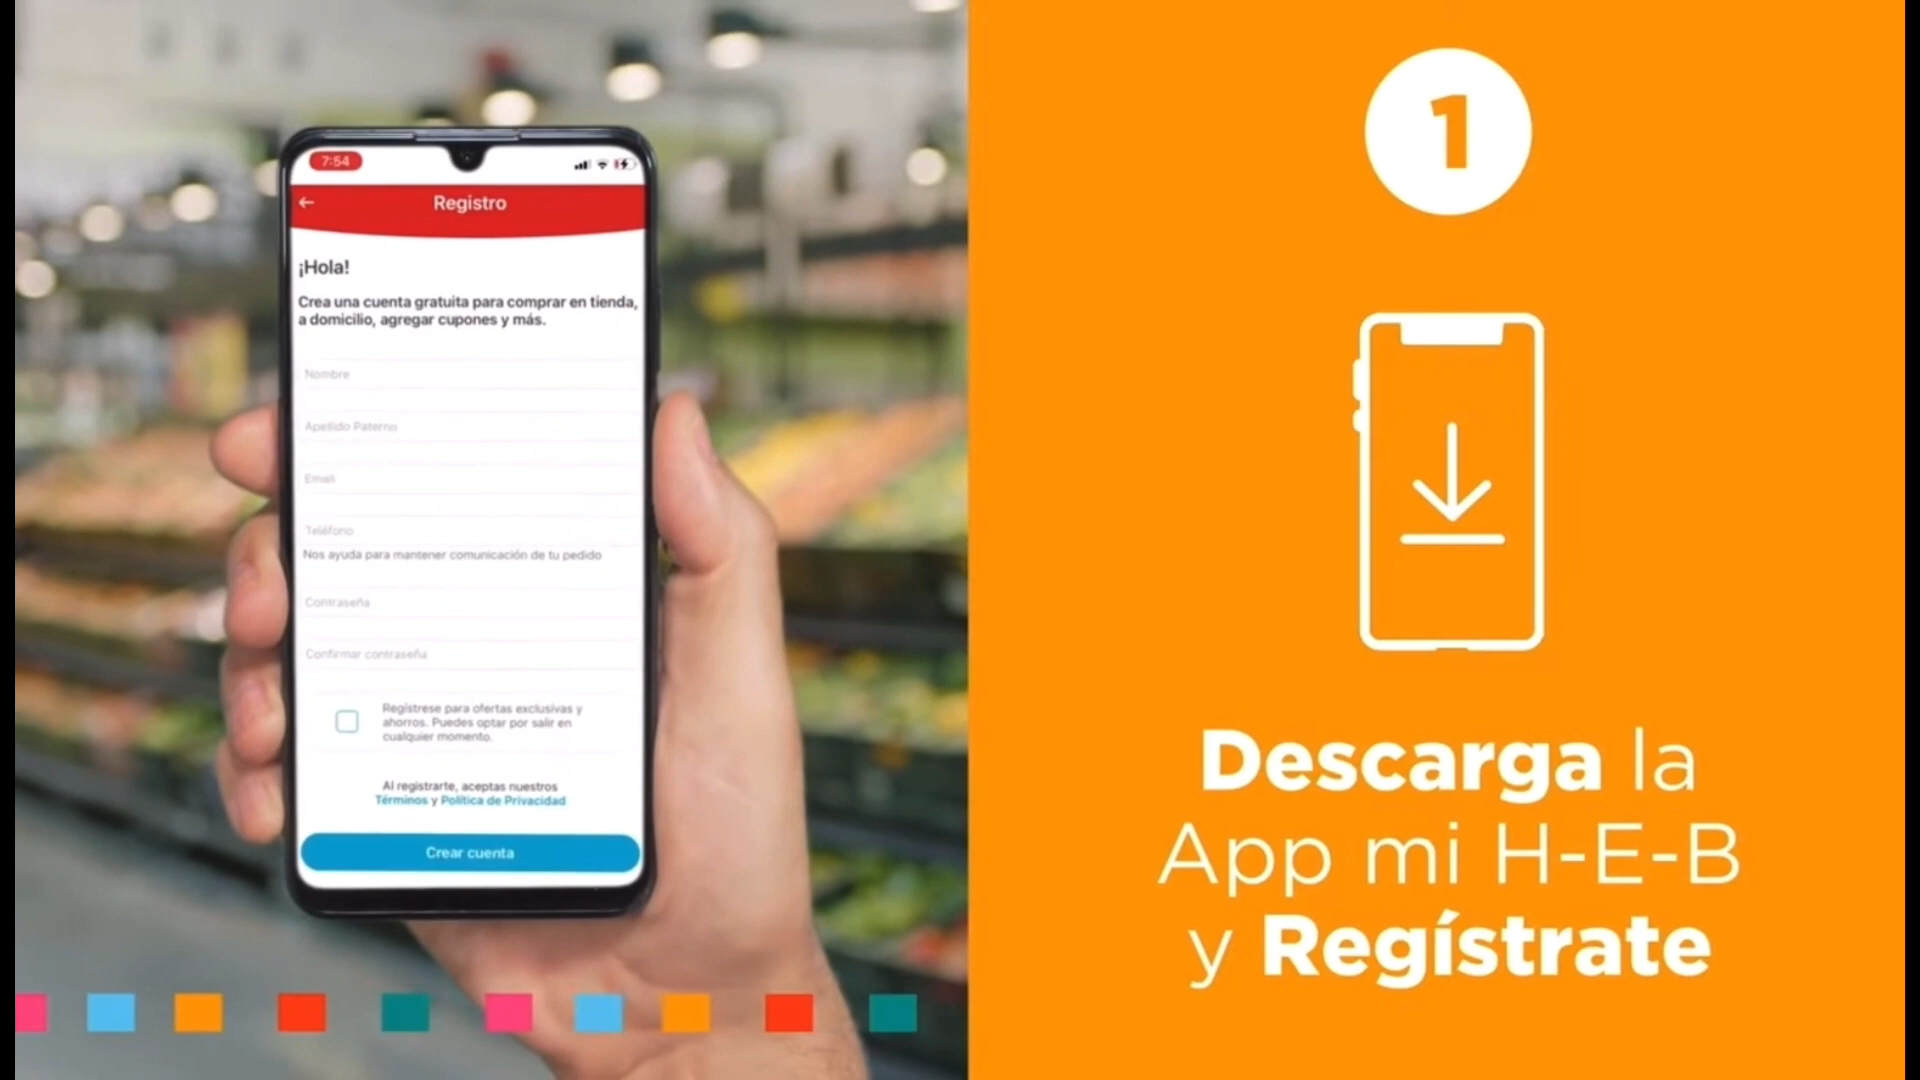 7:54
Registro
¡Hola!
Crea una cuenta gratuita para comprar en tienda,
a domicilio, agregar cupones y más.
Nombre
Apellido Paterno
Email
Teléfono
Nos ayuda para mantener comunicación de tu pedido
Contraseña
Confirmar contraseña
Regístrese para ofertas exclusivas y
ahorros. Puedes optar por salir en
cualquier momento.
Al registrarte, aceptas nuestros
Términos y Política de Privacidad
Crear cuenta
1
Descarga la
App mi H-E-B
y Regístrate